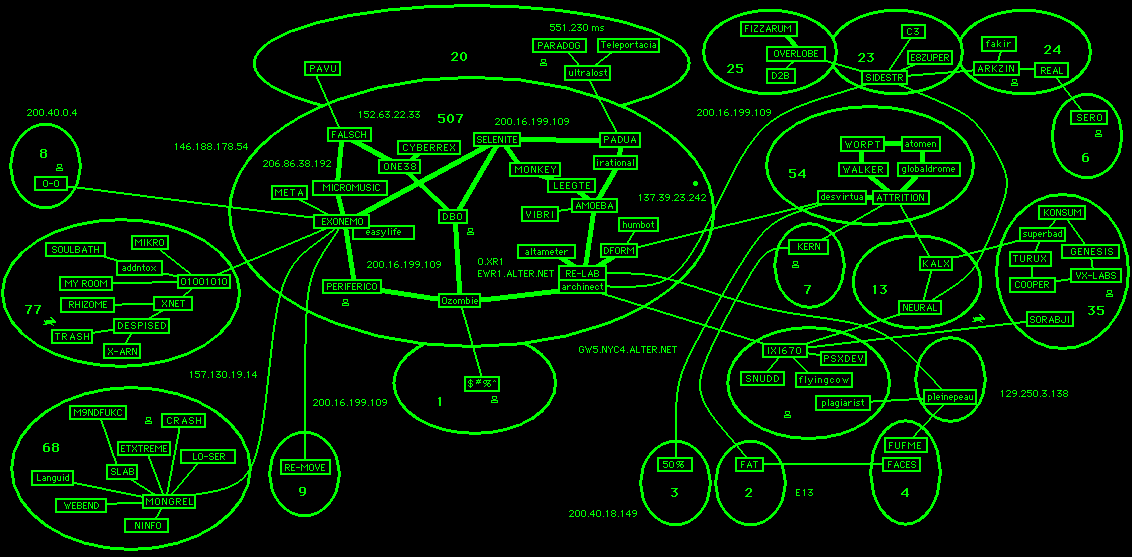 551.230 ms
PARADOG
Teleportacia
20
ultralost
PAVU
FIZZARUM
OVERLOBE
25
D2B
C3
23
E8ZUPER
SIDESTR
fakir
24
ARKZIN
REAL
200.40.0.4
8
O-O
152.63.22.33
507
200.16.199.109
146.188.178.54
FALSCH
CYBERREX
SELENITE
PADUA
206.86.38.192
ONE38
MONKEY
irational
META
MICROMUSIC
LEEGTE
137.39.23.242
EXONEMO
easylife
DBO
VIBRI
AMOEBA
humbot
altameter
DFORM
200.16.199.109
O.XR1
EWR1.ALTER.NET
RE-LAB
PERIFERICO
0zombie
archinect
200.16.199.109
WORPT
atomen
54
WALKER
globaldrome
desvirtua
ATTRITION
SERO
6
KERN
7
KALX
13
NEURAL
KONSUM
superbad
TURUX
GENESIS
COOPER
VX-LABS
35
SORABJI
SOULBATH
MIKRO
addntox
MY ROOM
01001010
77
RHIZOME
XNET
TRASH
DESPISED
X-ARN
GW5.NYC4.ALTER.NET
157.130.19.14
$#%^
1
200.16.199.109
IXI670
PSXDEV
SNUDD
flyingcow
plagiarist
pleinepeau
129.250.3.138
M9NDFUKC
CRASH
68
ETXTREME
LO-SER
Languid
SLAB
WEBEND
MONGREL
NINFO
RE-MOVE
9
50%
3
FAT
2
E13
FUFME
FACES
4
200.40.18.149